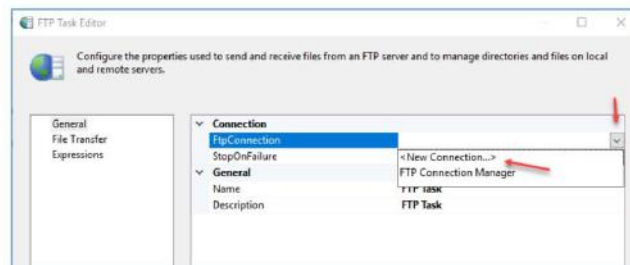 FTP Task Editor
Configure the properties used to send and receive files from an FTP server and to manage directories and files on local
and remote servers.
General
File Transfer
Expressions
Connection
FtpConnection
StopOnFailure
<New Connection...>
General
FTP Connection Manager
Name
FTP Task
Description
FTP Task